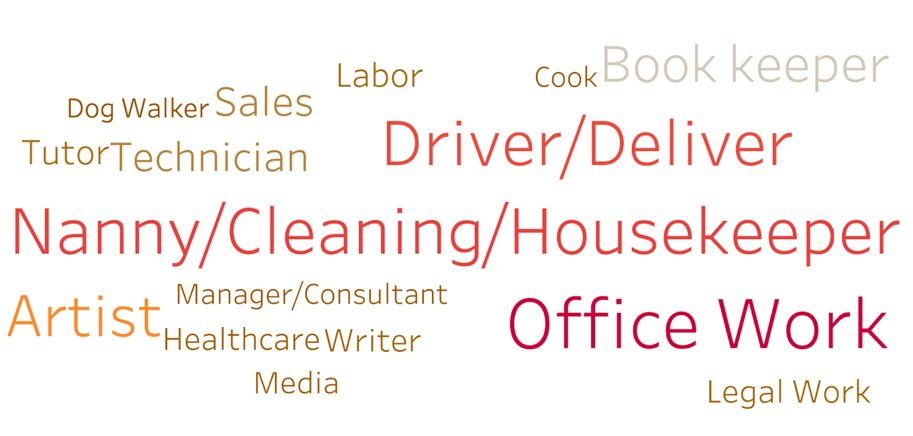 Book keeper
Labor
Cook
Sales
Dog Walker
Driver/Deliver
Tutor
Technician
Nanny/Cleaning/Housekeeper
Manager/Consultant
Artist
Office Work
Healthcare
Writer
Media
Legal Work